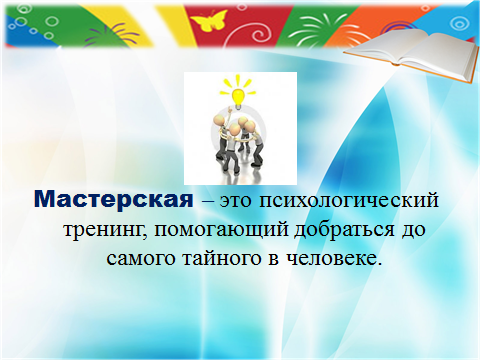 Мастерская – это психологический
тренинг, помогающий добраться до
самого тайного в человеке.